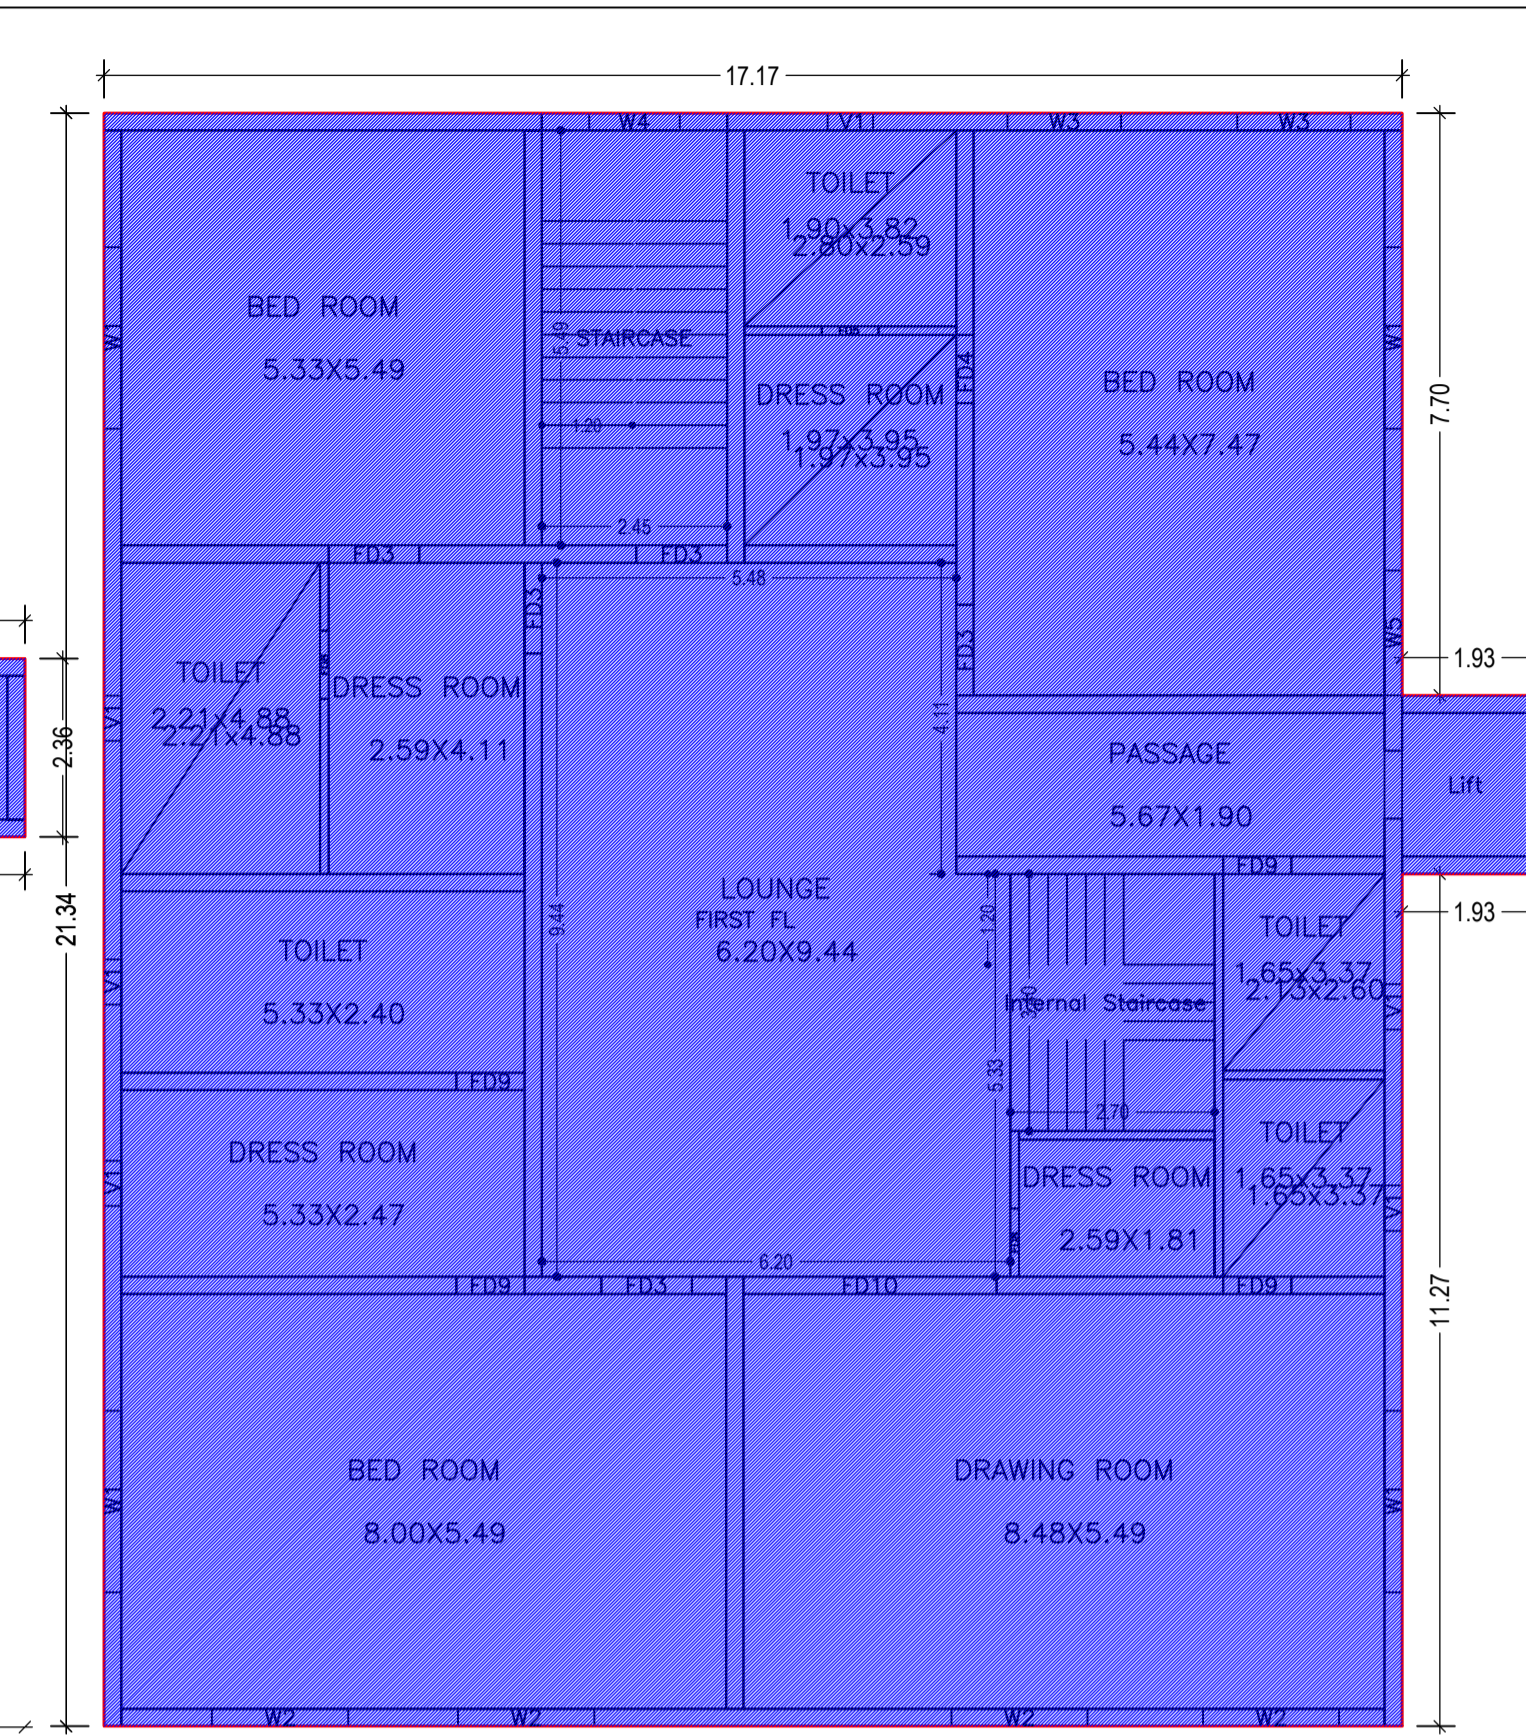 17.17
W4
V1
W3
W3
TOILET
1.90x3.82
2.80x2.59
BED ROOM
5.33X5.49
W1
5.49
STAIRCASE
1.20
2.45
FD5
DRESS ROOM
1.97x3.95
1.97x3.95
FD4
BED ROOM
5.44X7.47
W1
7.70
FD3
FD3
5.48
FD3
FD3
W5
1.93
TOILET
2.21x4.88
2.21x4.88
V1
DRESS ROOM
2.59X4.11
4.11
2.36
PASSAGE
5.67X1.90
Lift
FD9
21.34
LOUNGE
FIRST FL
6.20X9.44
9.44
1.20
1.93
TOILET
1.65x3.37
2.13x2.60
V1
TOILET
5.33X2.40
V1
Internal Staircase
5.33
2.70
FD9
DRESS ROOM
5.33X2.47
V1
TOILET
1.65x3.37
1.65x3.37
V1
DRESS ROOM
2.59X1.81
6.20
FD9
FD3
FD10
FD9
11.27
BED ROOM
8.00X5.49
W1
DRAWING ROOM
8.48X5.49
W1
W2
W2
W2
W2